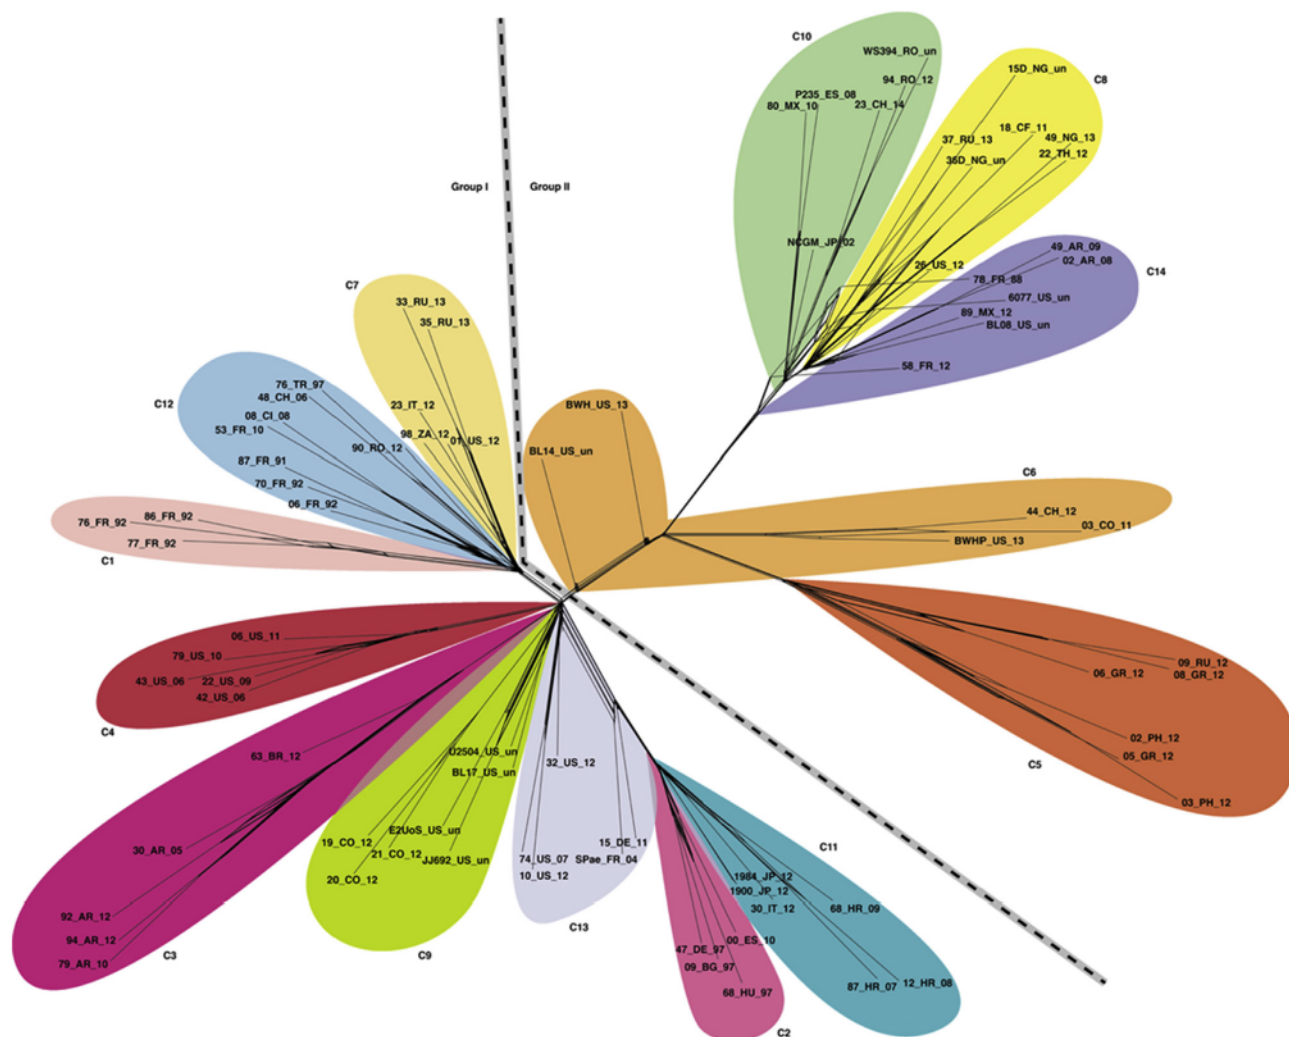 C10
WS394_RO_un
15D_NG_un
C8
94_RO_12
P235_ES_08
80_MX_10
23_CH_14
18_CF_11
37_RU_13
49_NG_13
35D_NG_un
22_TH_12
Group I
Group II
NCGM_JP_02
49_AR_09
02_AR_08
26_US_12
C14
78_FR_88
6077_US_un
89_MX_12
BL08_US_un
58_FR_12
C7
33_RU_13
35_RU_13
76_TR_97
48_CH_06
C12
23_IT_12
08_CI_08
53_FR_10
98_ZA_12
01_US_12
90_RO_12
87_FR_91
70_FR_92
06_FR_92
BWH_US_13
BL14_US_un
C6
44_CH_12
03_CO_11
BWHP_US_13
86_FR_92
76_FR_92
77_FR_92
C1
06_US_11
79_US_10
43_US_06
22_US_09
42_US_06
C4
09_RU_12
08_GR_12
06_GR_12
02_PH_12
05_GR_12
C5
03_PH_12
63_BR_12
U2504_US_un
BL17_US_un
32_US_12
30_AR_05
E2UoS_US_un
19_CO_12
21_CO_12
JJ692_US_un
20_CO_12
15_DE_11
SPae_FR_04
74_US_07
10_US_12
C11
1984_JP_12
1900_JP_12
30_IT_12
68_HR_09
92_AR_12
94_AR_12
79_AR_10
C3
C9
C13
00_ES_10
47_DE_97
09_BG_97
68_HU_97
87_HR_07
12_HR_08
C2